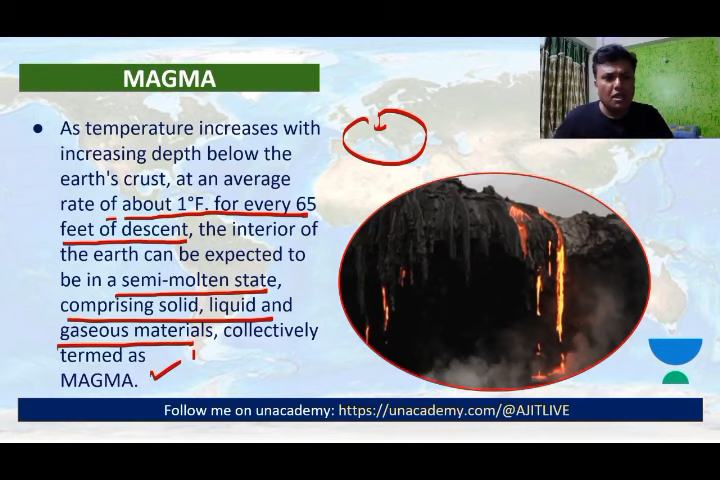 MAGMA
● As temperature increases with
increasing depth below the
earth's crust, at an average
rate of about 1°F. for every 65
feet of descent, the interior of
the earth can be expected to
be in a semi-molten state,
comprising solid, liquid and
gaseous materials, collectively
termed as
MAGMA.
Follow me on unacademy: https://unacademy.com/@AJITLIVE